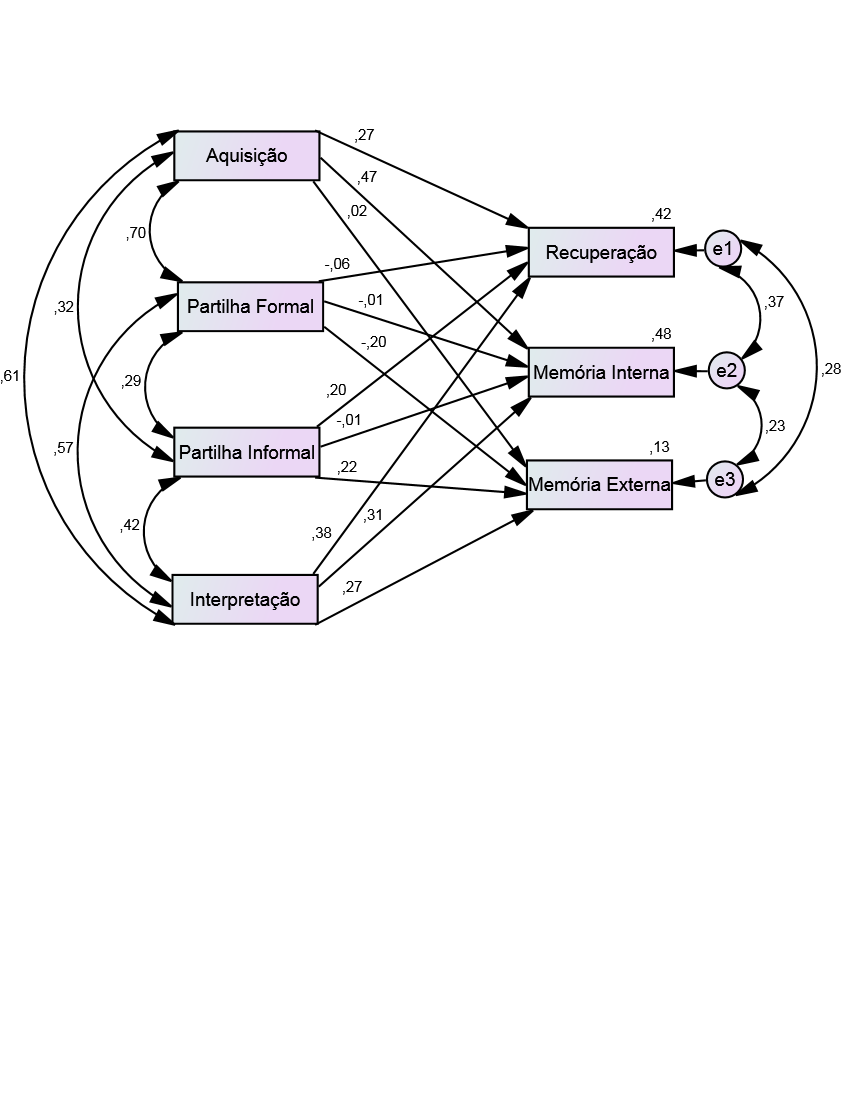 ,27
Aquisição
,47
,02
,42
,70
Recuperação
e1
-,06
,32
Partilha Formal
-,01
,37
,48
-,20
,61
,29
Memória Interna
e2
,28
,20
-,01
,23
,57
Partilha Informal
,13
,22
Memória Externa
e3
,42
,38
,31
,27
Interpretação